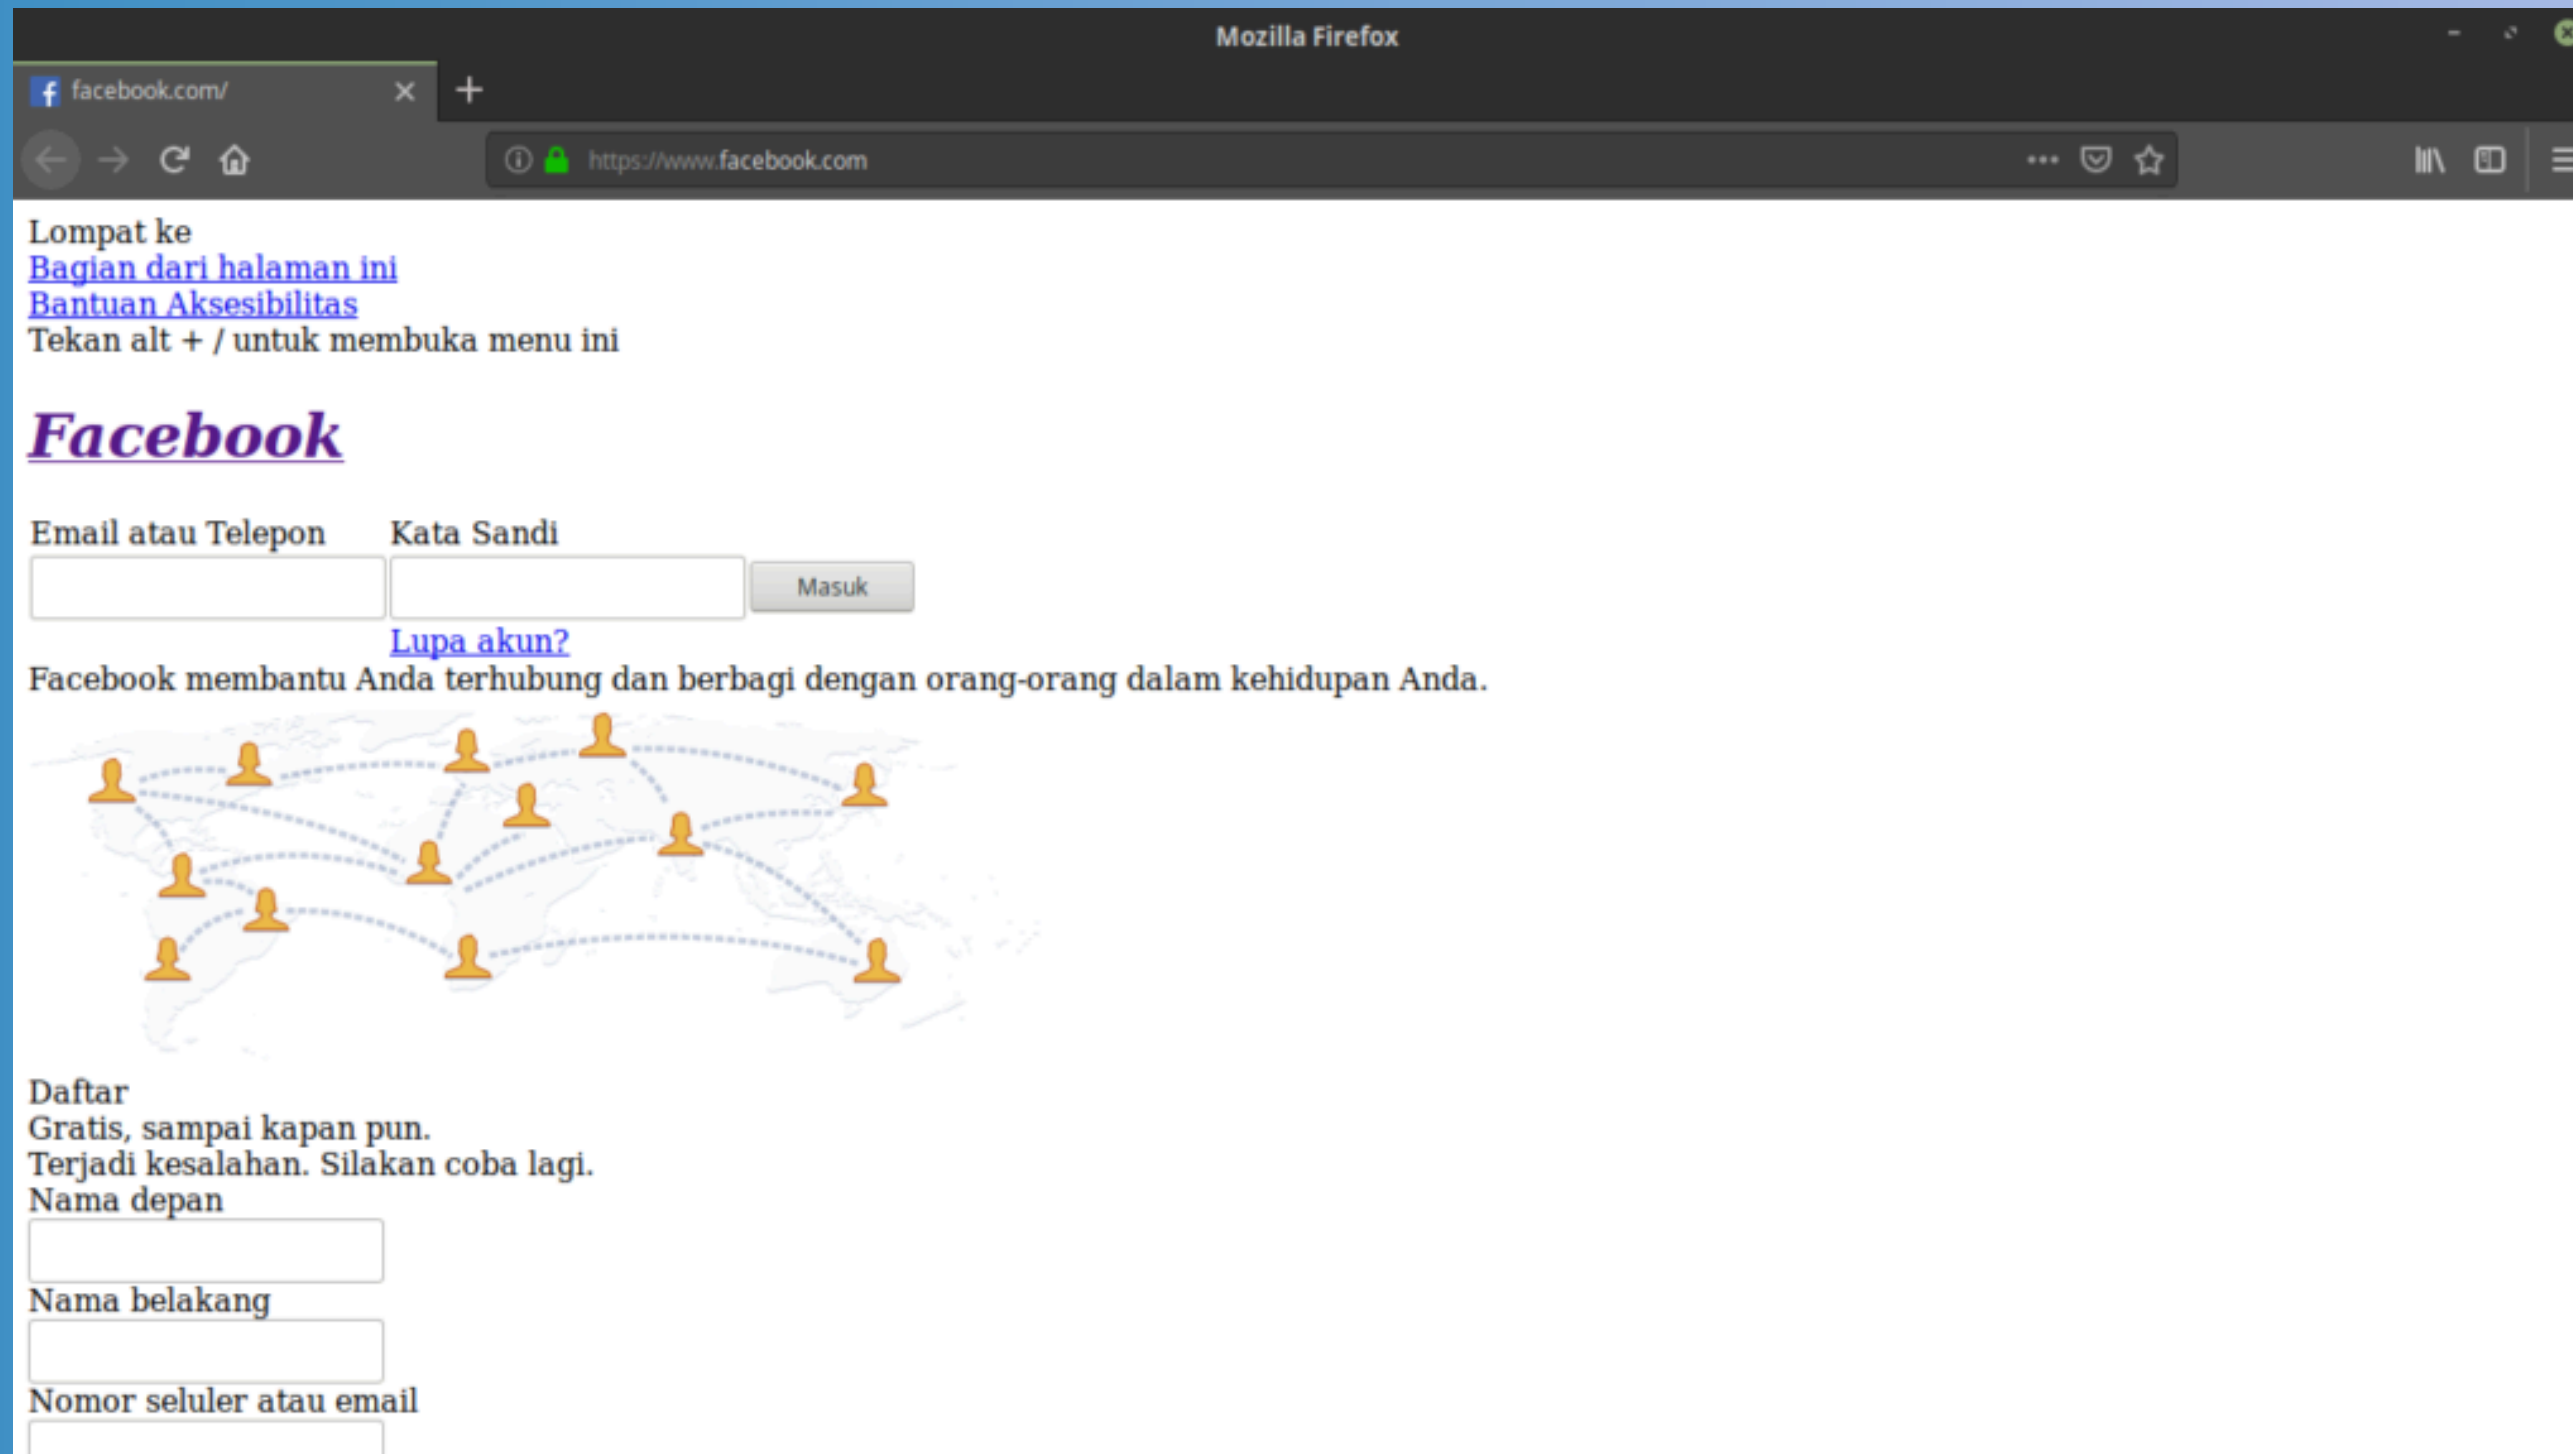 Mozilla Firefox
facebook.com/
https://www.facebook.com
Lompat ke
Bagian dari halaman ini
Bantuan Aksesibilitas
Tekan alt + / untuk membuka menu ini
Facebook
Email atau Telepon Kata Sandi
Masuk
Lupa akun?
Facebook membantu Anda terhubung dan berbagi dengan orang-orang dalam kehidupan Anda.
Daftar
Gratis, sampai kapan pun.
Terjadi kesalahan. Silakan coba lagi.
Nama depan
Nama belakang
Nomor seluler atau email